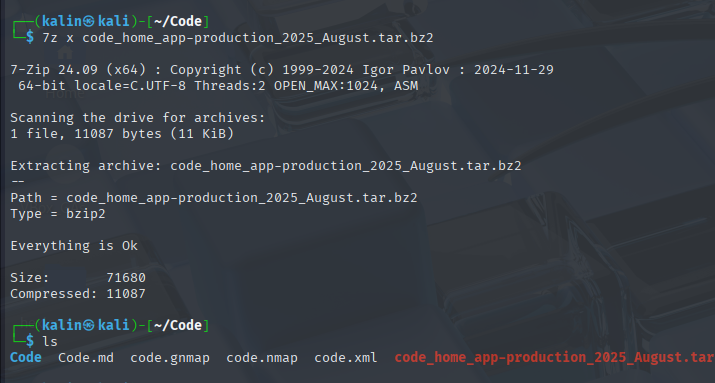 ┌──(kalin㉿kali)-[~/Code]
└─$ 7z x code_home_app-production_2025_August.tar.bz2
7-Zip 24.09 (x64) : Copyright (c) 1999-2024 Igor Pavlov : 2024-11-29
64-bit locale=C.UTF-8 Threads:2 OPEN_MAX:1024, ASM
Scanning the drive for archives:
1 file, 11087 bytes (11 KiB)
Extracting archive: code_home_app-production_2025_August.tar.bz2
--
Path = code_home_app-production_2025_August.tar.bz2
Type = bzip2
Everything is Ok
Size:       71680
Compressed: 11087
┌──(kalin㉿kali)-[~/Code]
└─$ ls
Code  Code.md  code.gnmap  code.nmap  code.xml  code_home_app-production_2025_August.tar